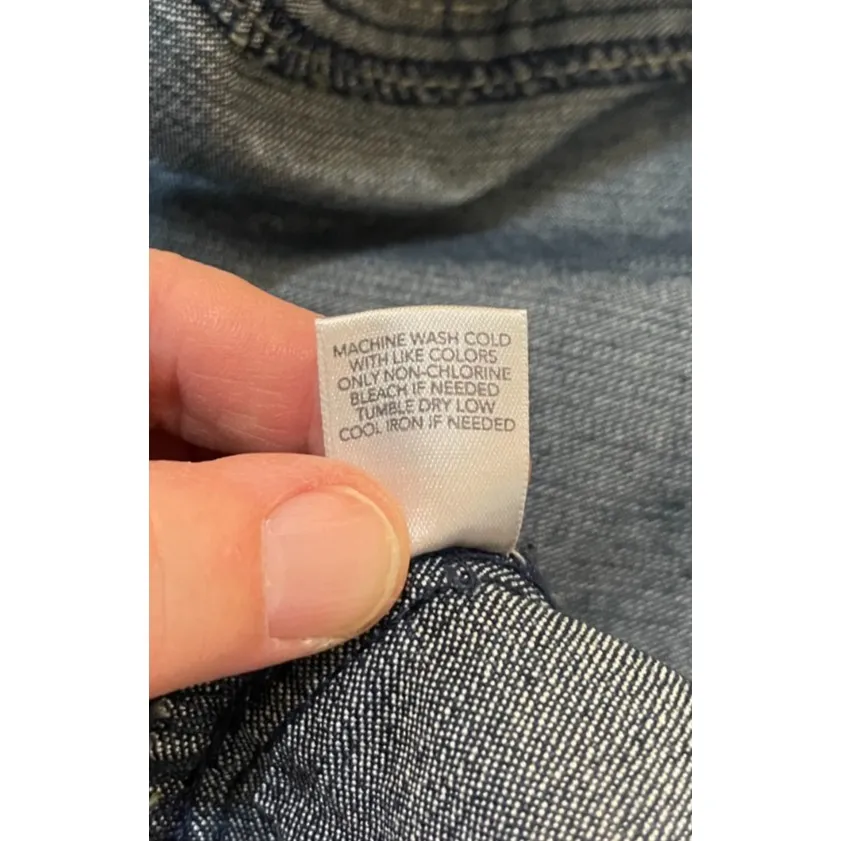 MACHINE WASH COLD
WITH LIKE COLORS
ONLY NON-CHLORINE
BLEACH IF NEEDED
TUMBLE DRY LOW
COOL IRON IF NEEDED